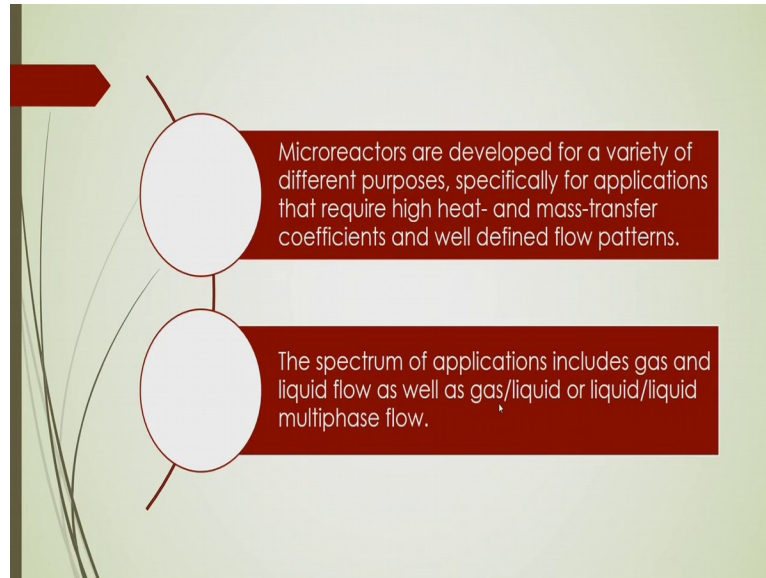 Microreactors are developed for a variety of
different purposes, specifically for applications
that require high heat- and mass-transfer
coefficients and well defined flow patterns.
The spectrum of applications includes gas and
liquid flow as well as gas/liquid or liquid/liquid
multiphase flow.